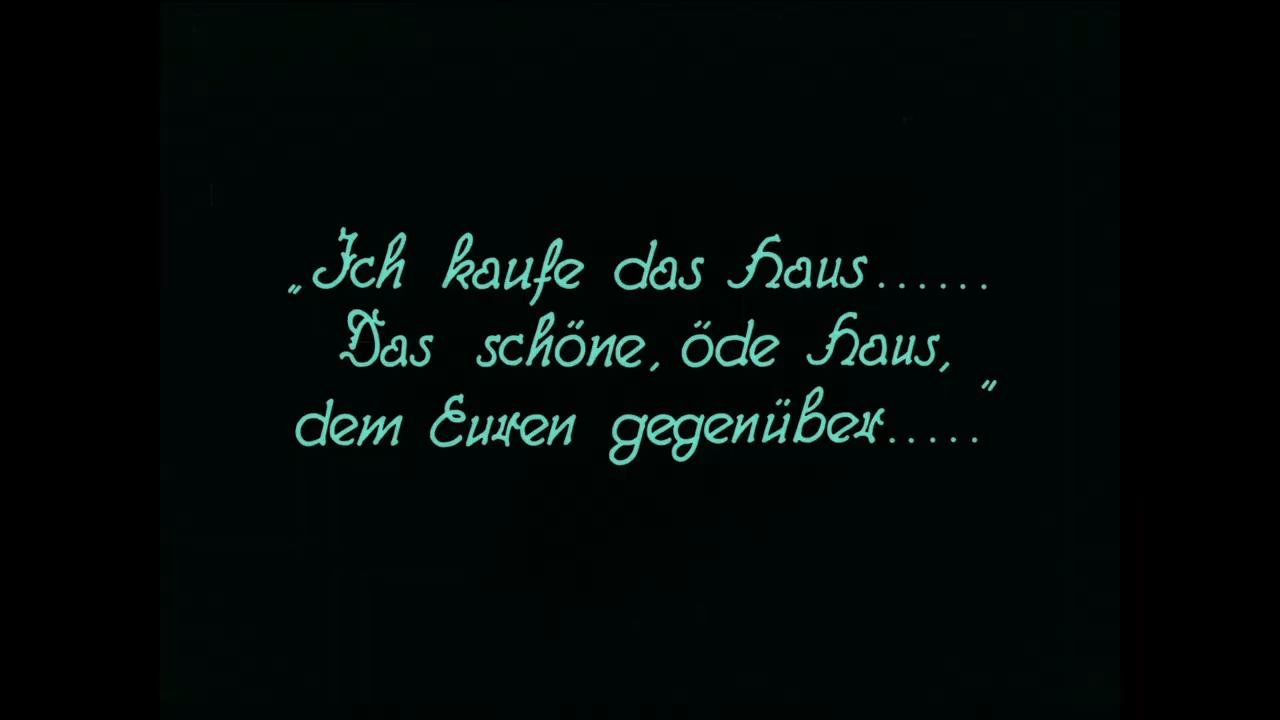 „Ich kaufe das Haus......
Das schöne, öde Haus,
dem Euren gegenüber....."